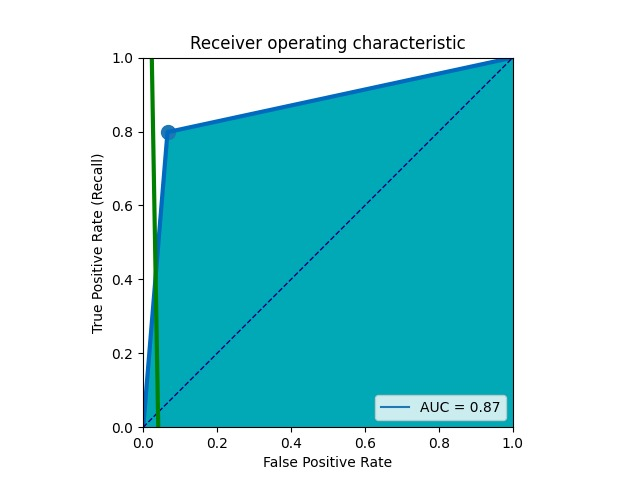 Receiver operating characteristic
1.0
0.8
0.6
0.4
0.2
0.0
True Positive Rate (Recall)
AUC = 0.87
0.0 0.2 0.4 0.6 0.8 1.0
False Positive Rate